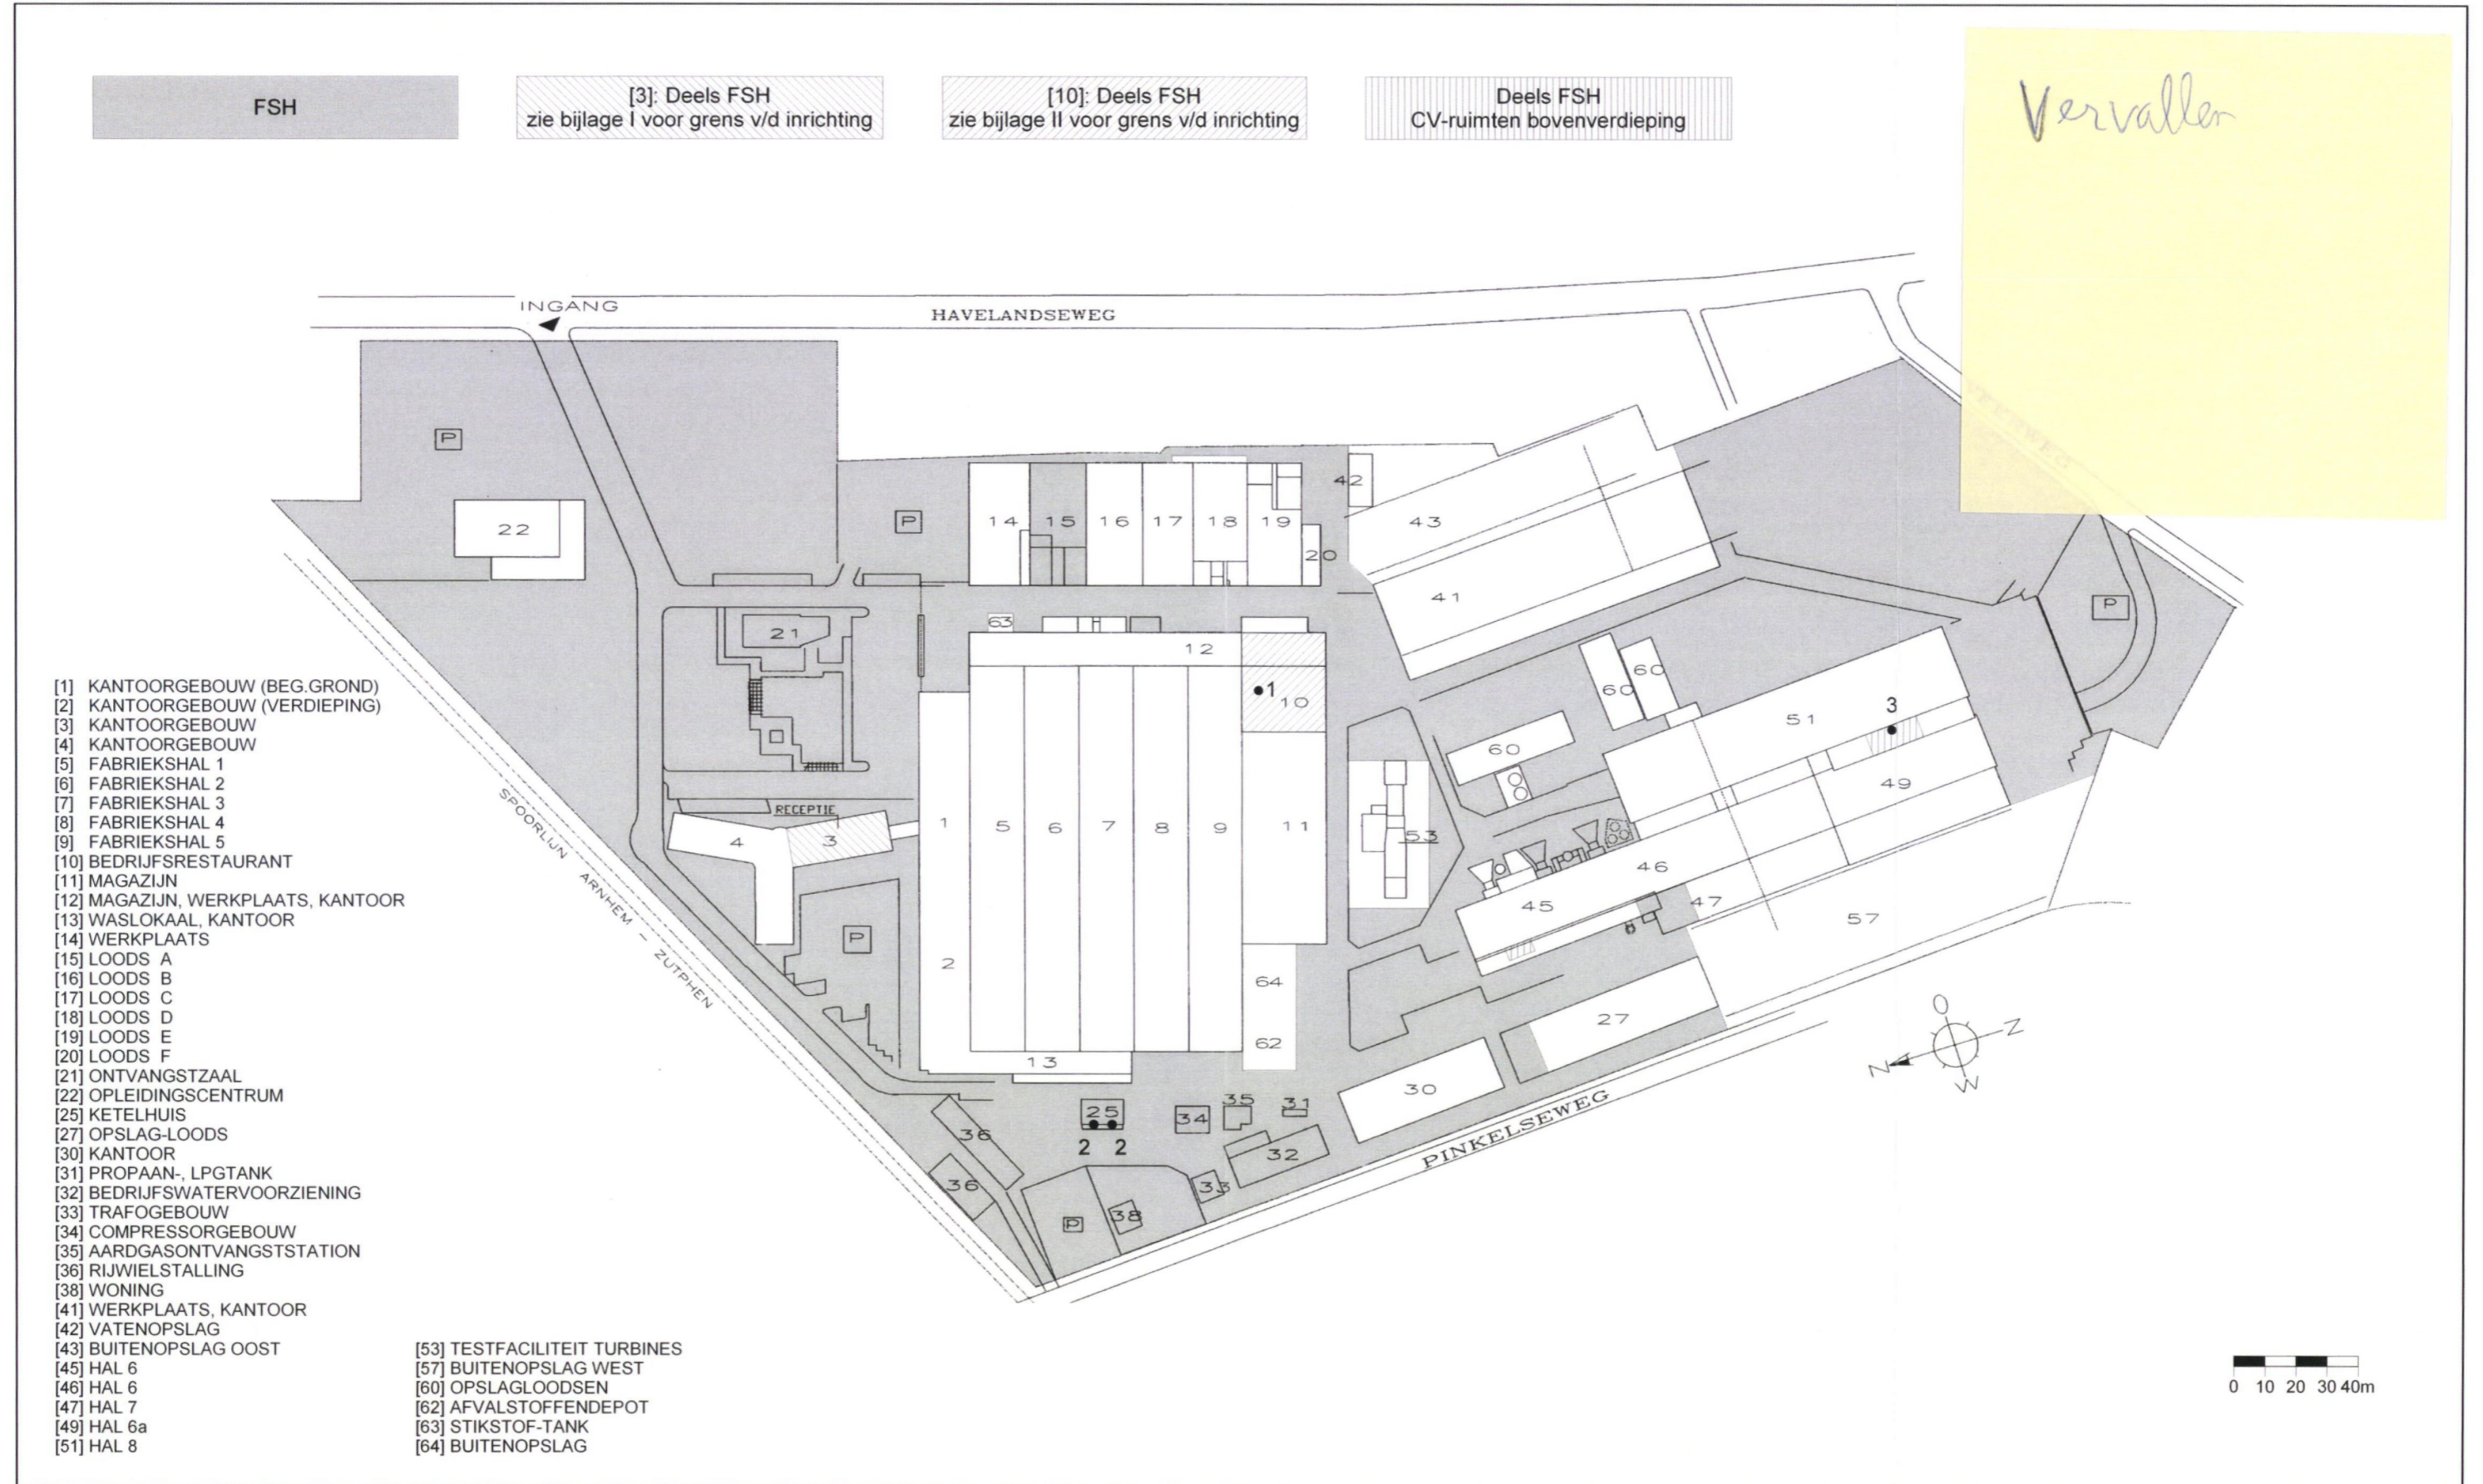 FSH
[3]: Deels FSH
zie bijlage I voor grens v/d inrichting
[10]: Deels FSH
zie bijlage II voor grens v/d inrichting
Deels FSH
CV-ruimten bovenverdieping
Vervallen
INGANG
HAVELANDSEWEG
P
22
P
14
15
16
17
18
19
20
42
43
41
P
21
63
12
1
10
60
60
60
51
3
49
RECEPTIE
4
3
1
5
6
7
8
9
11
53
46
45
47
57
P
2
64
62
13
27
30
25
2 2
34
35
31
32
33
36
36
38
P
SPOORLIJN ARNHEM - ZUTPHEN
PINKELSEWEG
O
Z
N
W
[1] KANTOORGEBOUW (BEG.GROND)
[2] KANTOORGEBOUW (VERDIEPING)
[3] KANTOORGEBOUW
[4] KANTOORGEBOUW
[5] FABRIEKSHAL 1
[6] FABRIEKSHAL 2
[7] FABRIEKSHAL 3
[8] FABRIEKSHAL 4
[9] FABRIEKSHAL 5
[10] BEDRIJFSRESTAURANT
[11] MAGAZIJN
[12] MAGAZIJN, WERKPLAATS, KANTOOR
[13] WASLOKAAL, KANTOOR
[14] WERKPLAATS
[15] LOODS A
[16] LOODS B
[17] LOODS C
[18] LOODS D
[19] LOODS E
[20] LOODS F
[21] ONTVANGSTZAAL
[22] OPLEIDINGSCENTRUM
[25] KETELHUIS
[27] OPSLAG-LOODS
[30] KANTOOR
[31] PROPAAN-, LPGTANK
[32] BEDRIJFSWATERVOORZIENING
[33] TRAFOGEBOUW
[34] COMPRESSORGEBOUW
[35] AARDGASONTVANGSTSTATION
[36] RIJWIELSTALLING
[38] WONING
[41] WERKPLAATS, KANTOOR
[42] VATENOPSLAG
[43] BUITENOPSLAG OOST
[45] HAL 6
[46] HAL 6
[47] HAL 7
[49] HAL 6a
[51] HAL 8
[53] TESTFACILITEIT TURBINES
[57] BUITENOPSLAG WEST
[60] OPSLAGLOODSEN
[62] AFVALSTOFFENDEPOT
[63] STIKSTOF-TANK
[64] BUITENOPSLAG
0 10 20 30 40m